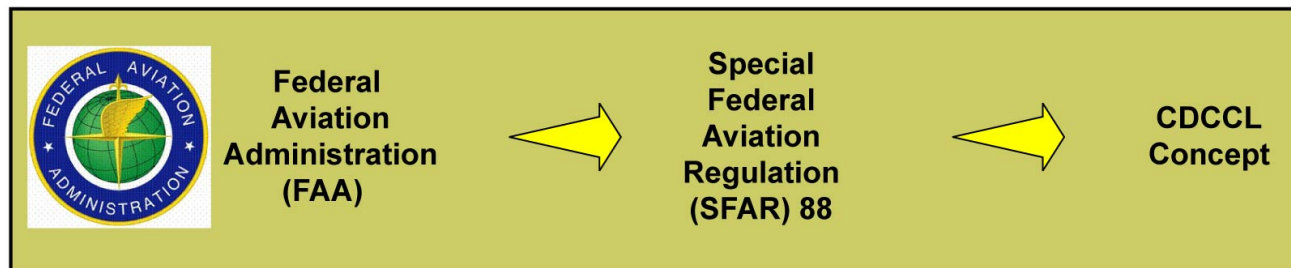 FEDERAL AVIATION
ADMINISTRATION
Federal
Aviation
Administration
(FAA)
Special
Federal
Aviation
Regulation
(SFAR) 88
CDCCL
Concept